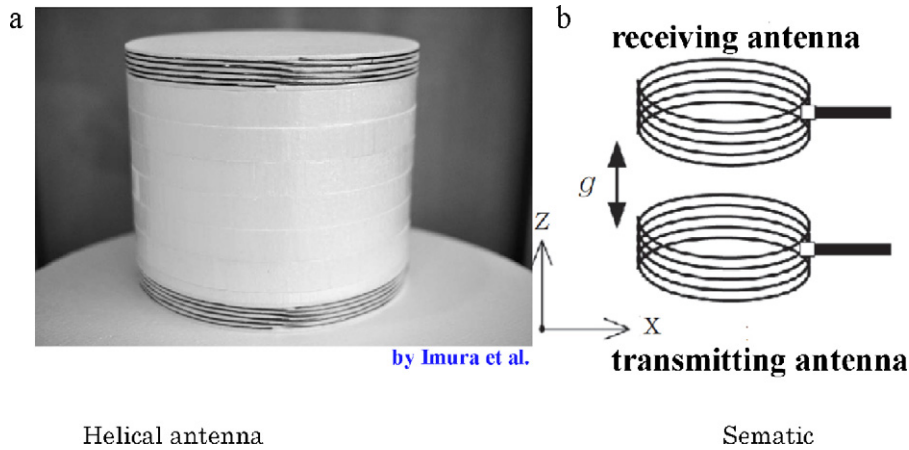 a
b
receiving antenna
g
Z
X
by Imura et al.
transmitting antenna
Helical antenna
Sematic